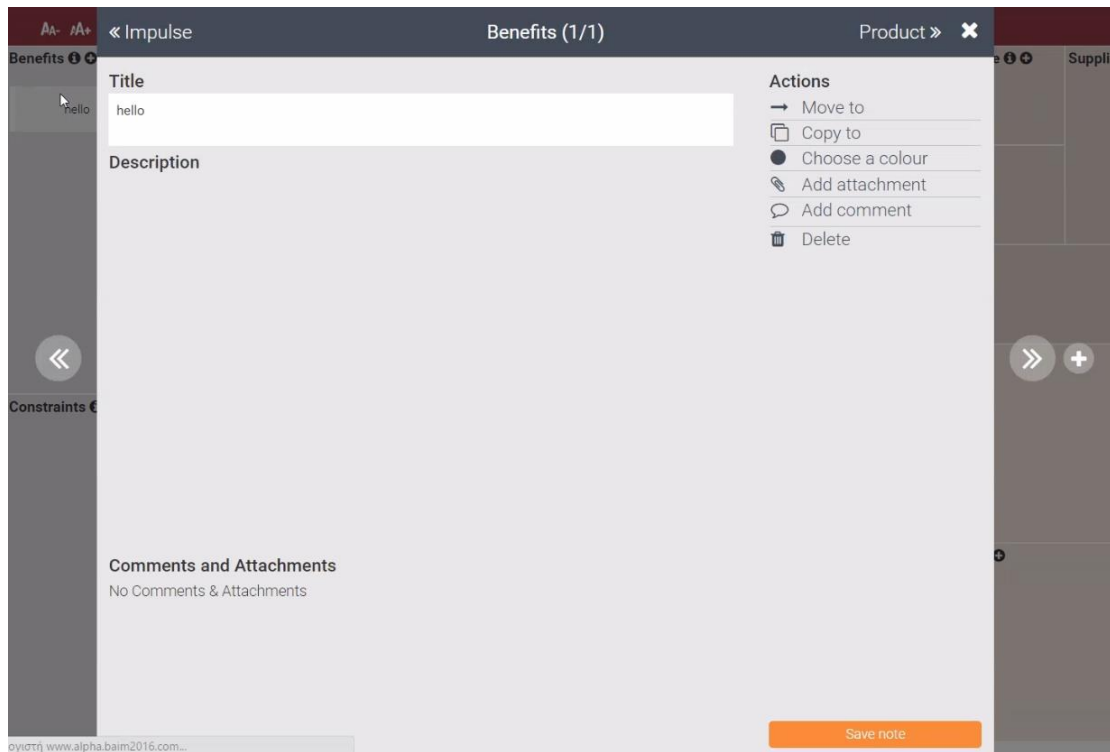 AA- AA+
« Impulse
Benefits (1/1)
Product »
Benefits
hello
Constraints
Title
hello
Description
Comments and Attachments
No Comments & Attachments
Actions
Move to
Copy to
Choose a colour
Add attachment
Add comment
Delete
Save note
www.alpha.baim2016.com...